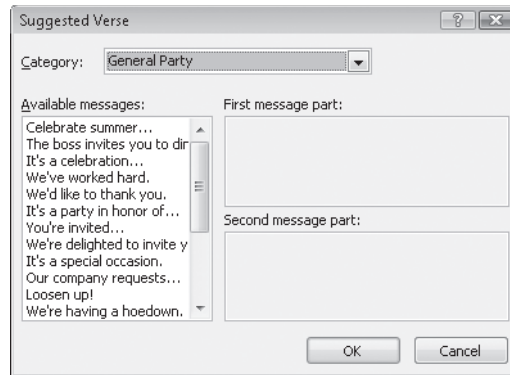 Suggested Verse
Category: General Party
Available messages:
Celebrate summer...
The boss invites you to dir
It's a celebration...
We've worked hard.
We'd like to thank you.
It's a party in honor of...
You're invited...
We're delighted to invite y
It's a special occasion.
Our company requests...
Loosen up!
We're having a hoedown.
First message part:
Second message part:
OK Cancel